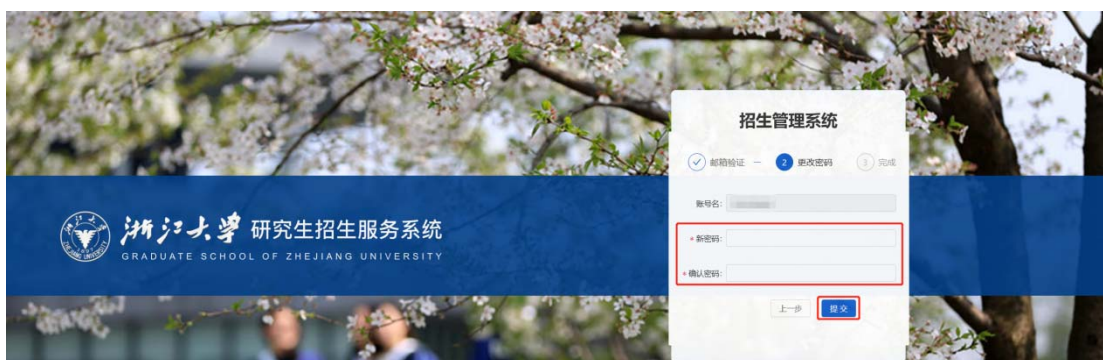 招生管理系统
邮箱验证 - 2 更改密码 3 完成
账号名:
* 新密码:
* 确认密码:
上一步 提交
浙江大学 研究生招生服务系统
GRADUATE SCHOOL OF ZHEJIANG UNIVERSITY